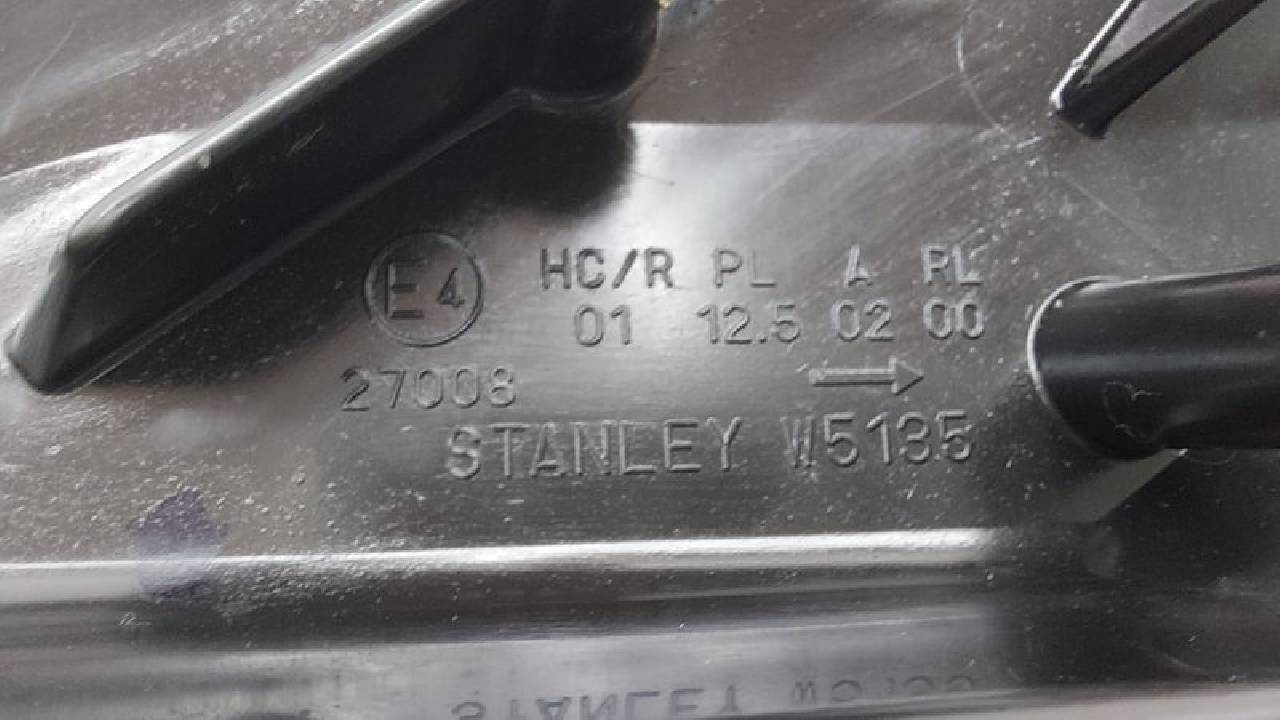 E4 HC/R PL A RL
01 12.5 02 00
27008 →
STANLEY W5135